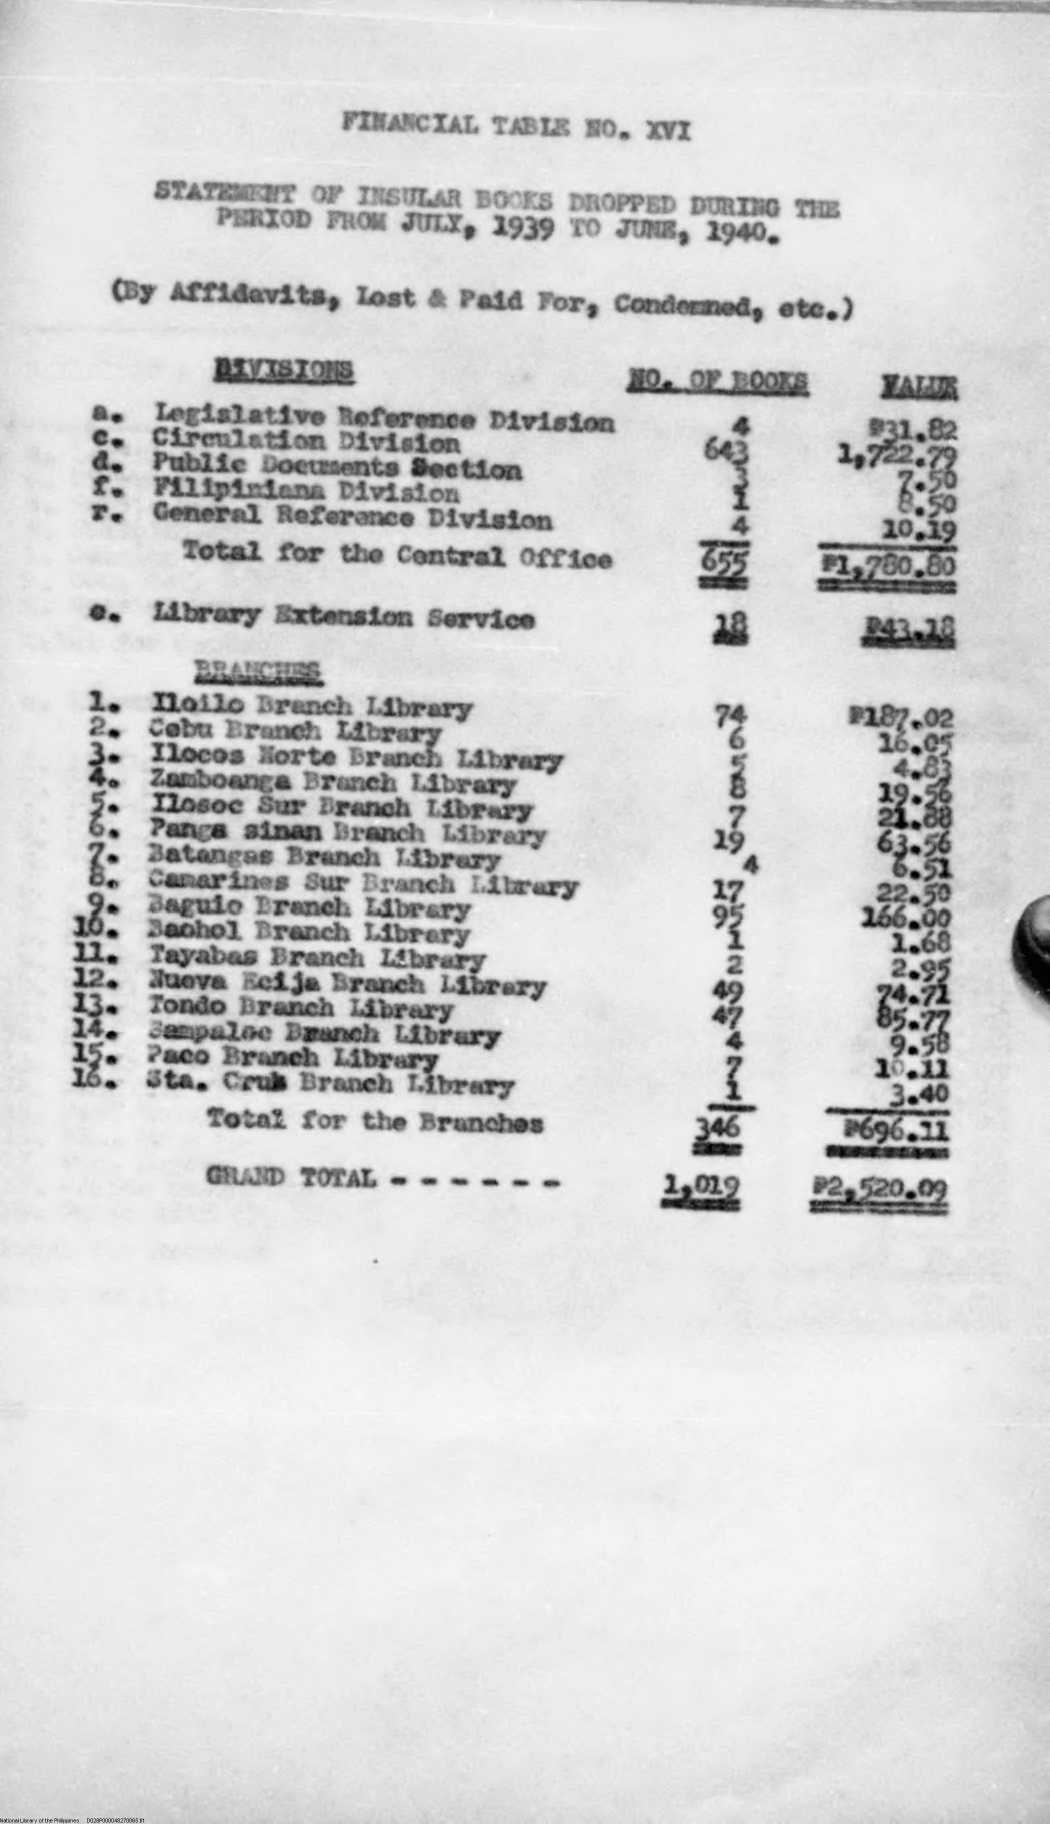 FINANCIAL TABLE NO. XVI
STATEMENT OF INSULAR BOOKS DROPPED DURING THE
PERIOD FROM JULY, 1939 TO JUNE, 1940.
(By Affidavits, Lost & Paid For, Condemned, etc.)
DIVISIONS NO. OF BOOKS VALUE
a. Legislative Reference Division 4 ₱31.82
c. Circulation Division 643 1,722.79
d. Public Documents Section 3 7.50
f. Filipiniana Division 1 8.50
r. General Reference Division 4 10.19
Total for the Central Office 655 ₱1,780.80
e. Library Extension Service 18 ₱43.18
BRANCHES
1. Iloilo Branch Library 74 ₱187.02
2. Cebu Branch Library 6 16.05
3. Ilocos Norte Branch Library 5 4.83
4. Zamboanga Branch Library 8 19.56
5. Ilosoc Sur Branch Library 7 21.88
6. Panga sinan Branch Library 19 63.56
7. Batangas Branch Library 4 6.51
8. Camarines Sur Branch Library 17 22.50
9. Baguio Branch Library 95 166.00
10. Baohol Branch Library 1 1.68
11. Tayabas Branch Library 2 2.95
12. Nueva Ecija Branch Library 49 74.71
13. Tondo Branch Library 47 85.77
14. Sampaloc Branch Library 4 9.58
15. Paco Branch Library 7 10.11
16. Sta. Cruz Branch Library 1 3.40
Total for the Branches 346 ₱696.11
GRAND TOTAL - - - - - - 1,019 ₱2,520.09
National Library of the Philippines